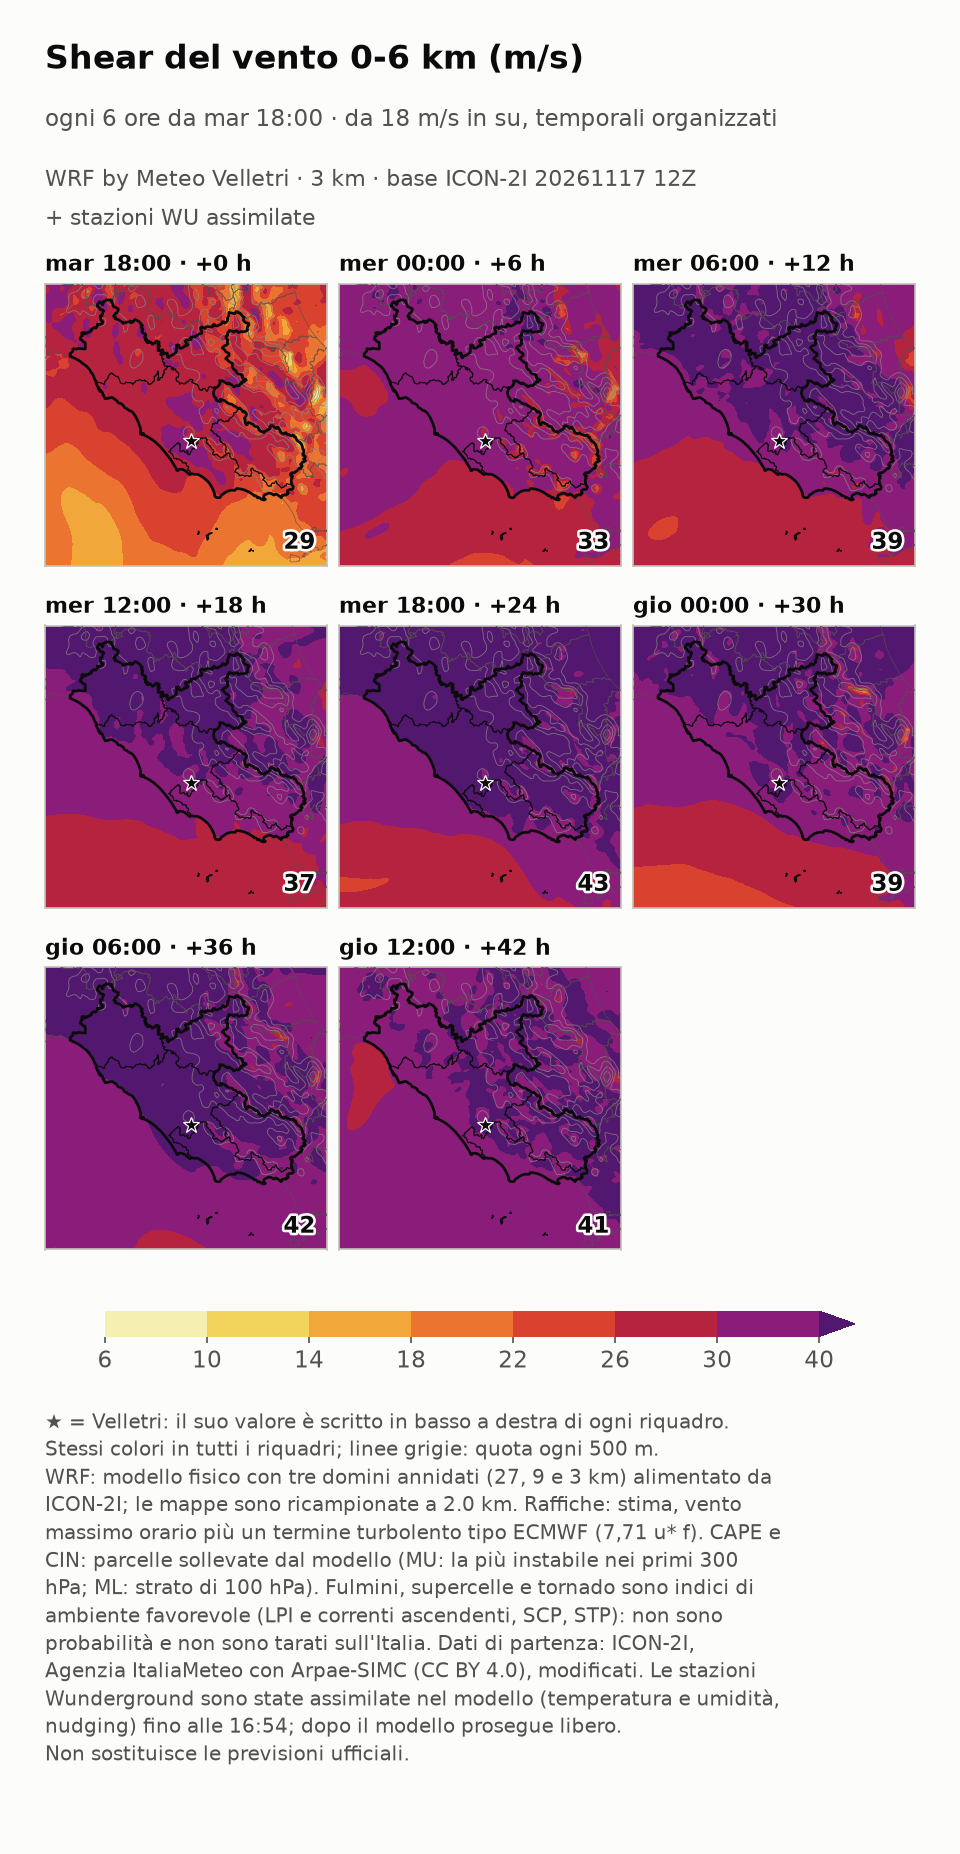 Shear del vento 0-6 km (m/s)
ogni 6 ore da mar 18:00 · da 18 m/s in su, temporali organizzati
WRF by Meteo Velletri · 3 km · base ICON-2I 20261117 12Z
+ stazioni WU assimilate
mar 18:00 · +0 h
mer 00:00 · +6 h
mer 06:00 · +12 h
29
33
39
mer 12:00 · +18 h
mer 18:00 · +24 h
gio 00:00 · +30 h
37
43
39
gio 06:00 · +36 h
gio 12:00 · +42 h
42
41
6 10 14 18 22 26 30 40
★ = Velletri: il suo valore è scritto in basso a destra di ogni riquadro.
Stessi colori in tutti i riquadri; linee grigie: quota ogni 500 m.
WRF: modello fisico con tre domini annidati (27, 9 e 3 km) alimentato da
ICON-2I; le mappe sono ricampionate a 2.0 km. Raffiche: stima, vento
massimo orario più un termine turbolento tipo ECMWF (7,71 u* f). CAPE e
CIN: parcelle sollevate dal modello (MU: la più instabile nei primi 300
hPa; ML: strato di 100 hPa). Fulmini, supercelle e tornado sono indici di
ambiente favorevole (LPI e correnti ascendenti, SCP, STP): non sono
probabilità e non sono tarati sull'Italia. Dati di partenza: ICON-2I,
Agenzia ItaliaMeteo con Arpae-SIMC (CC BY 4.0), modificati. Le stazioni
Wunderground sono state assimilate nel modello (temperatura e umidità,
nudging) fino alle 16:54; dopo il modello prosegue libero.
Non sostituisce le previsioni ufficiali.